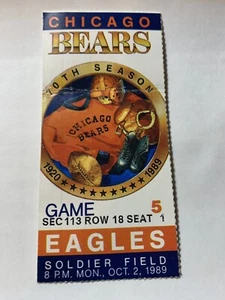 CHICAGO
BEARS
70TH SEASON
CHICAGO
BEARS
1920
1989
GAME 5
SEC 113 ROW 18 SEAT 1
EAGLES
SOLDIER FIELD
8 P.M. MON., OCT. 2, 1989